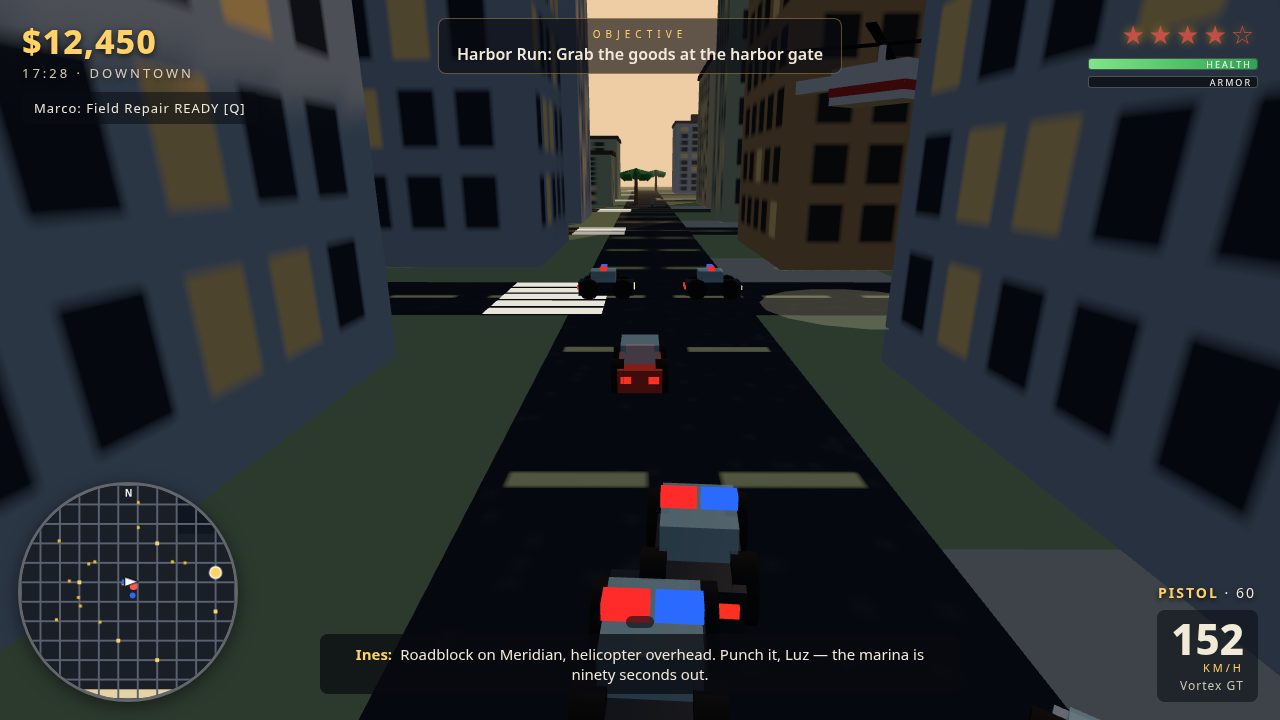 $12,450
17:28 · DOWNTOWN
Marco: Field Repair READY [Q]
OBJECTIVE
Harbor Run: Grab the goods at the harbor gate
HEALTH
ARMOR
N
Ines: Roadblock on Meridian, helicopter overhead. Punch it, Luz — the marina is
ninety seconds out.
PISTOL · 60
152
KM/H
Vortex GT